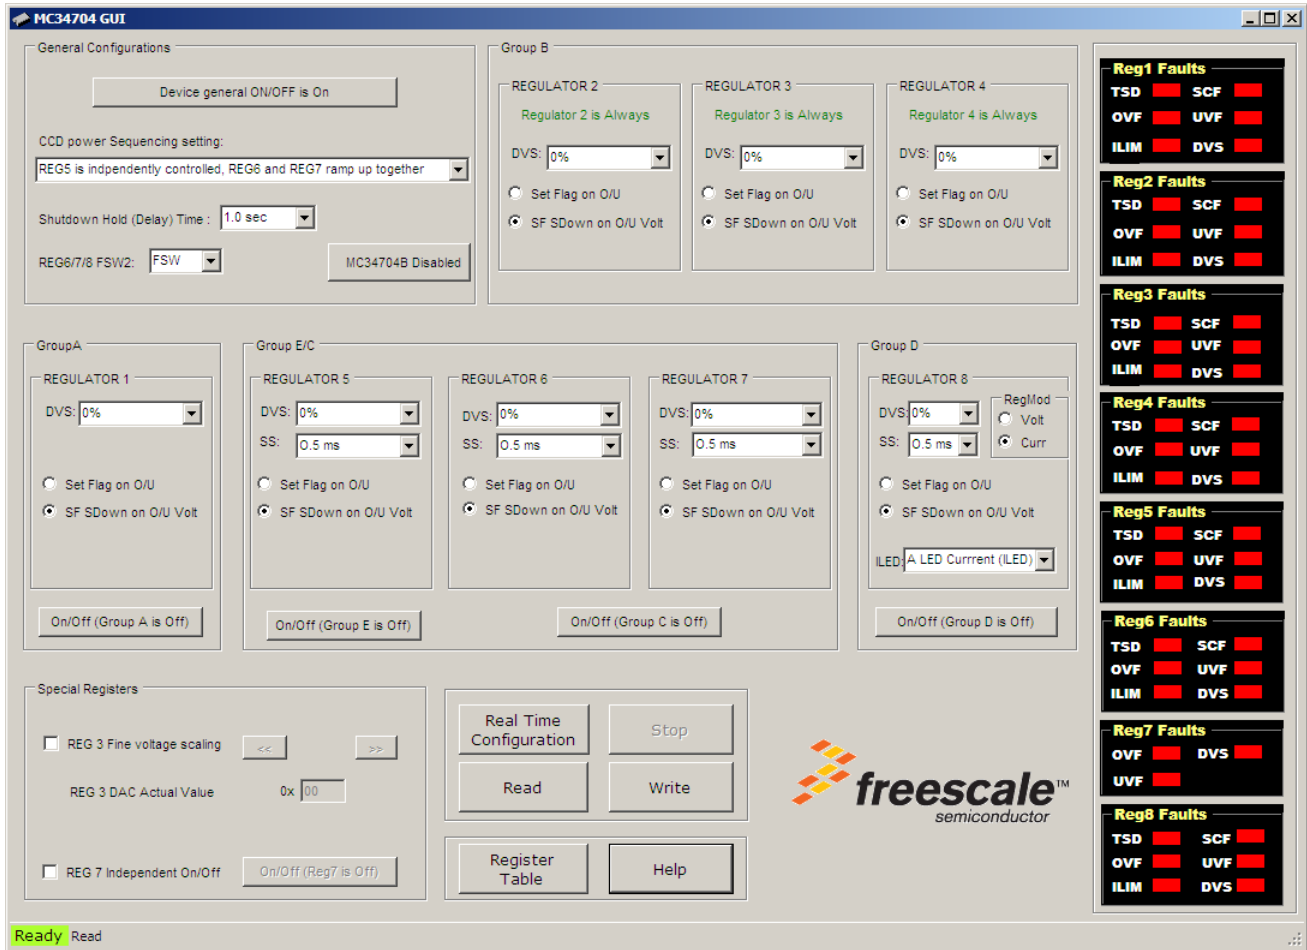 MC34704 GUI
General Configurations
Device general ON/OFF is On
CCD power Sequencing setting:
REG5 is indpendently controlled, REG6 and REG7 ramp up together
Shutdown Hold (Delay) Time : 1.0 sec
REG6/7/8 FSW2: FSW
MC34704B Disabled
Group B
REGULATOR 2
Regulator 2 is Always
DVS: 0%
Set Flag on O/U
SF SDown on O/U Volt
REGULATOR 3
Regulator 3 is Always
DVS: 0%
Set Flag on O/U
SF SDown on O/U Volt
REGULATOR 4
Regulator 4 is Always
DVS: 0%
Set Flag on O/U
SF SDown on O/U Volt
GroupA
REGULATOR 1
DVS: 0%
Set Flag on O/U
SF SDown on O/U Volt
On/Off (Group A is Off)
Group E/C
REGULATOR 5
DVS: 0%
SS: O.5 ms
Set Flag on O/U
SF SDown on O/U Volt
On/Off (Group E is Off)
REGULATOR 6
DVS: 0%
SS: O.5 ms
Set Flag on O/U
SF SDown on O/U Volt
REGULATOR 7
DVS: 0%
SS: O.5 ms
Set Flag on O/U
SF SDown on O/U Volt
On/Off (Group C is Off)
Group D
REGULATOR 8
DVS: 0%
SS: O.5 ms
RegMod
Volt
Curr
Set Flag on O/U
SF SDown on O/U Volt
ILED: A LED Currrent (ILED)
On/Off (Group D is Off)
Special Registers
REG 3 Fine voltage scaling << >>
REG 3 DAC Actual Value 0x 00
REG 7 Independent On/Off On/Off (Reg7 is Off)
Real Time
Configuration
Stop
Read
Write
Register
Table
Help
freescale™
semiconductor
Reg1 Faults
TSD SCF
OVF UVF
ILIM DVS
Reg2 Faults
TSD SCF
OVF UVF
ILIM DVS
Reg3 Faults
TSD SCF
OVF UVF
ILIM DVS
Reg4 Faults
TSD SCF
OVF UVF
ILIM DVS
Reg5 Faults
TSD SCF
OVF UVF
ILIM DVS
Reg6 Faults
TSD SCF
OVF UVF
ILIM DVS
Reg7 Faults
OVF DVS
UVF
Reg8 Faults
TSD SCF
OVF UVF
ILIM DVS
Ready Read